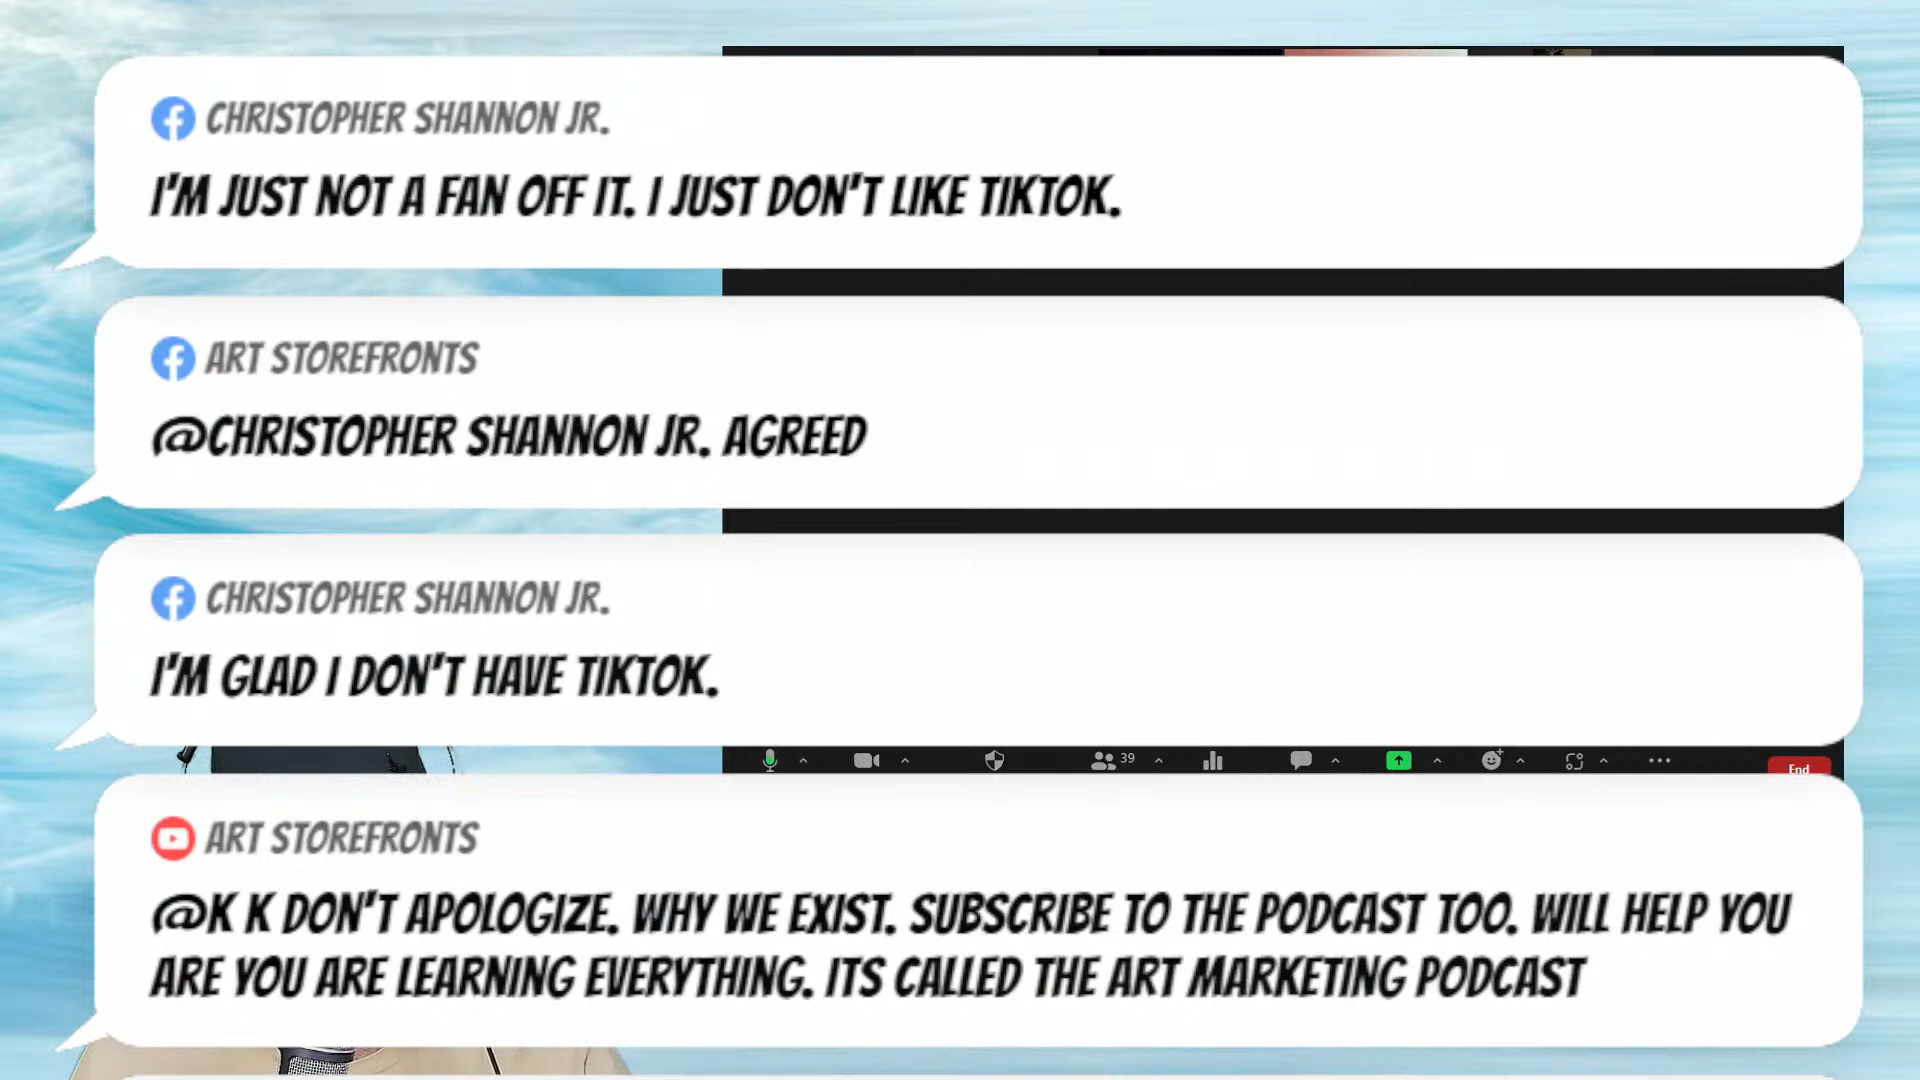 CHRISTOPHER SHANNON JR.
I'M JUST NOT A FAN OFF IT. I JUST DON'T LIKE TIKTOK.
ART STOREFRONTS
@CHRISTOPHER SHANNON JR. AGREED
CHRISTOPHER SHANNON JR.
I'M GLAD I DON'T HAVE TIKTOK.
39
End
ART STOREFRONTS
@K K DON'T APOLOGIZE. WHY WE EXIST. SUBSCRIBE TO THE PODCAST TOO. WILL HELP YOU
ARE YOU ARE LEARNING EVERYTHING. ITS CALLED THE ART MARKETING PODCAST